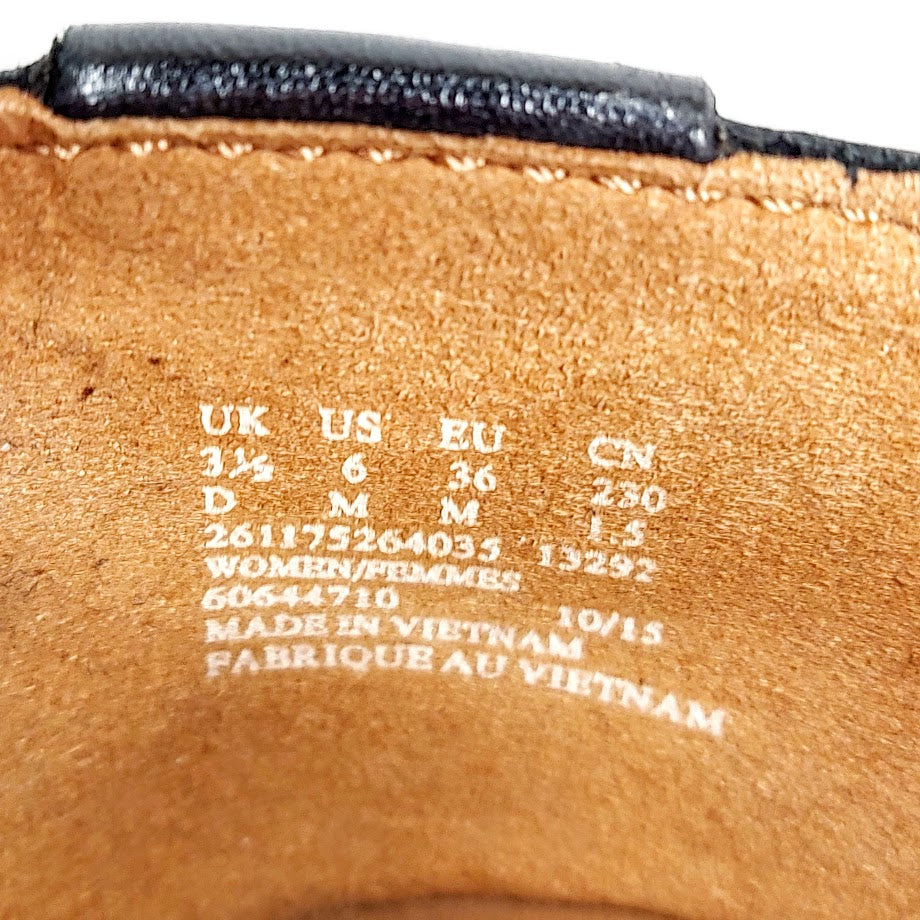 UK US EU CN
3½ 6 36 230
D M M 1.5
261175264035 13292
WOMEN/FEMMES
60644710 10/15
MADE IN VIETNAM
FABRIQUE AU VIETNAM